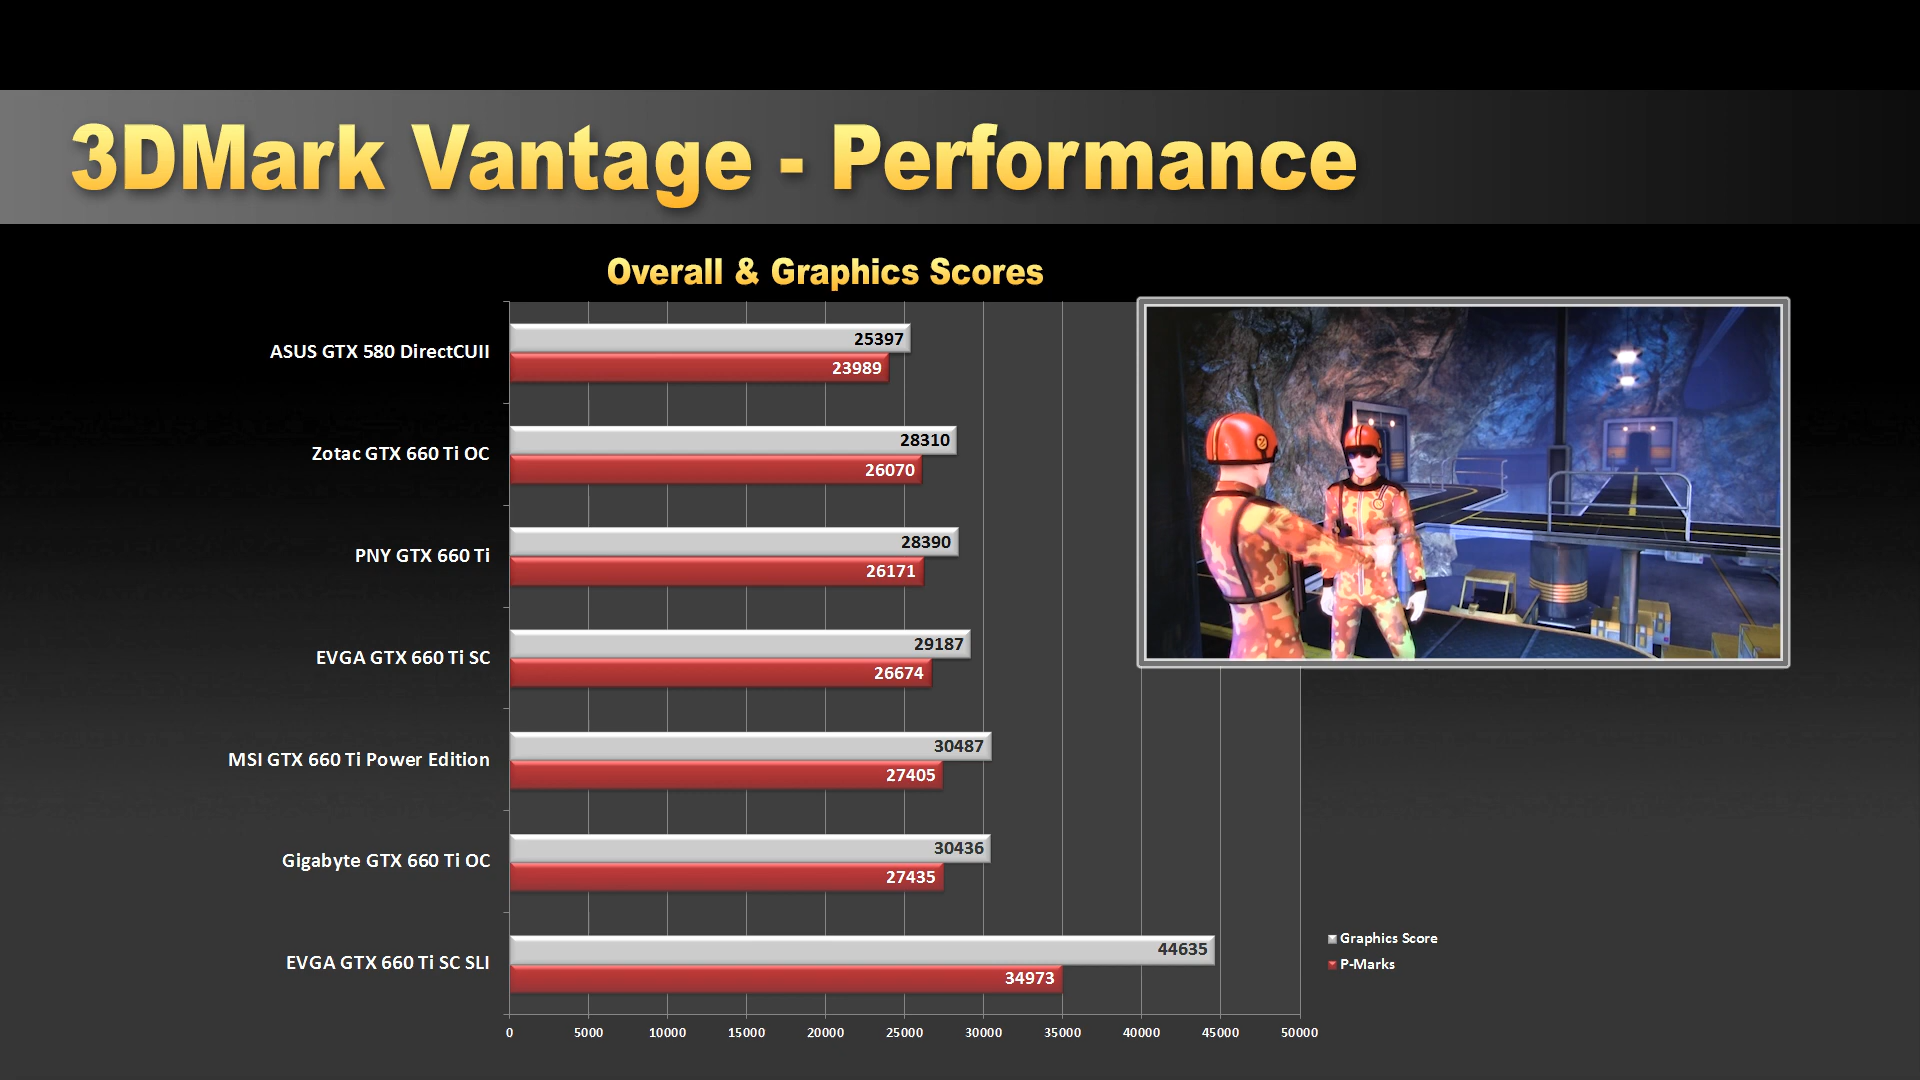 3DMark Vantage - Performance
Overall & Graphics Scores
ASUS GTX 580 DirectCUII
25397
23989
Zotac GTX 660 Ti OC
28310
26070
PNY GTX 660 Ti
28390
26171
EVGA GTX 660 Ti SC
29187
26674
MSI GTX 660 Ti Power Edition
30487
27405
Gigabyte GTX 660 Ti OC
30436
27435
EVGA GTX 660 Ti SC SLI
44635
34973
Graphics Score
P-Marks
0 5000 10000 15000 20000 25000 30000 35000 40000 45000 50000